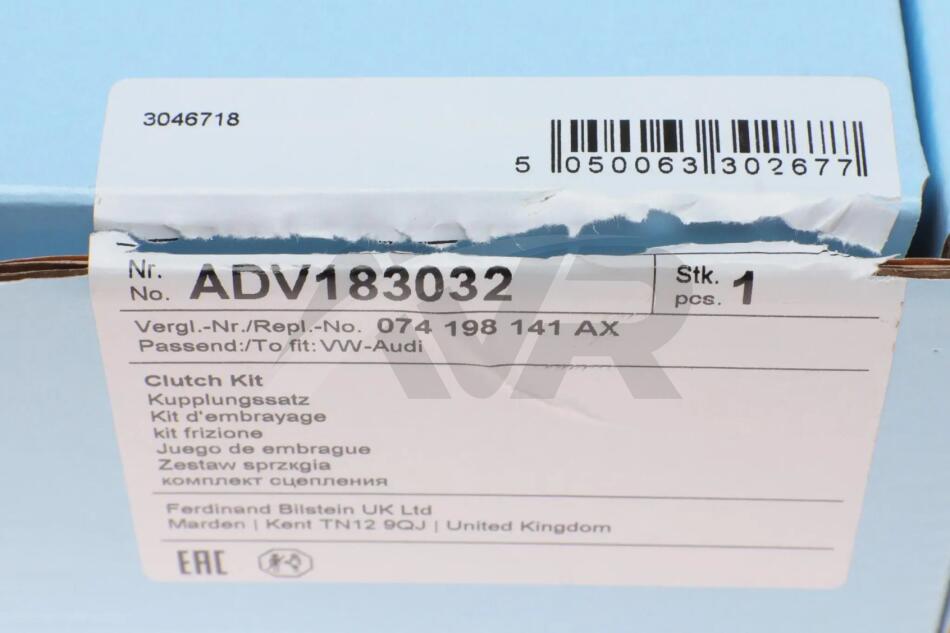 3046718
5 050063 302677
Nr.
No. ADV183032
Stk.
pcs. 1
Vergl.-Nr./Repl.-No. 074 198 141 AX
Passend:/To fit: VW-Audi
Clutch Kit
Kupplungssatz
Kit d'embrayage
kit frizione
Juego de embrague
Zestaw sprzкgia
комплект сцепления
Ferdinand Bilstein UK Ltd
Marden | Kent TN12 9QJ | United Kingdom
EAC
AVR